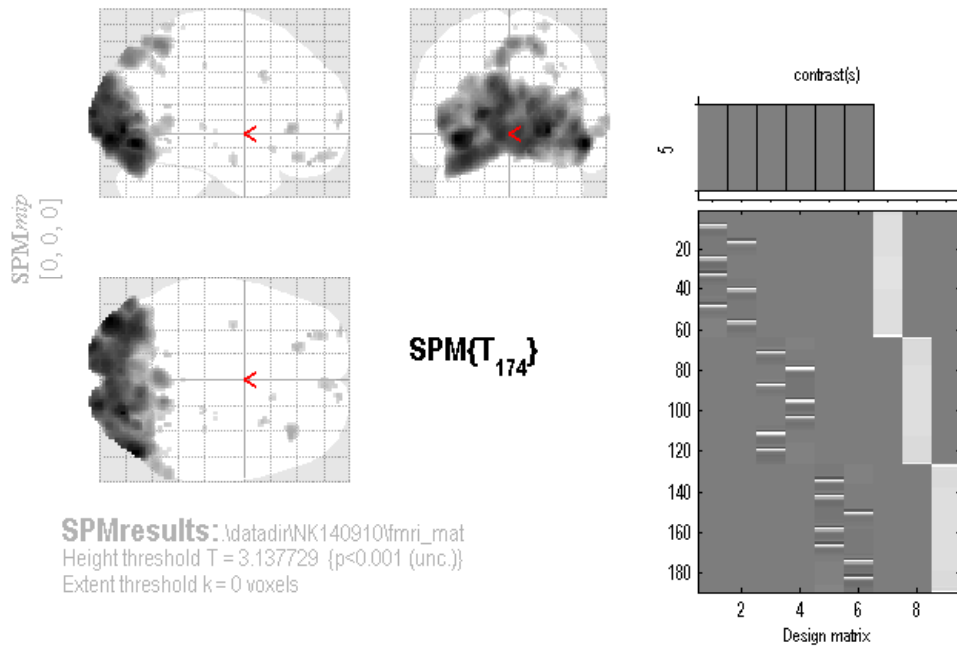 SPMmip
[0, 0, 0]
SPM{T174}
SPMresults: .\datadir\NK140910\fmri_mat
Height threshold T = 3.137729 {p<0.001 (unc.)}
Extent threshold k = 0 voxels
contrast(s)
5
20
40
60
80
100
120
140
160
180
2 4 6 8
Design matrix